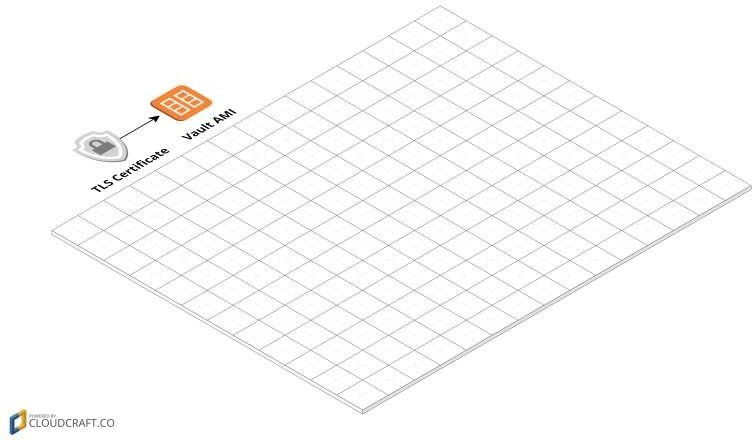 Vault AMI
TLS Certificate
POWERED BY
CLOUDCRAFT.CO